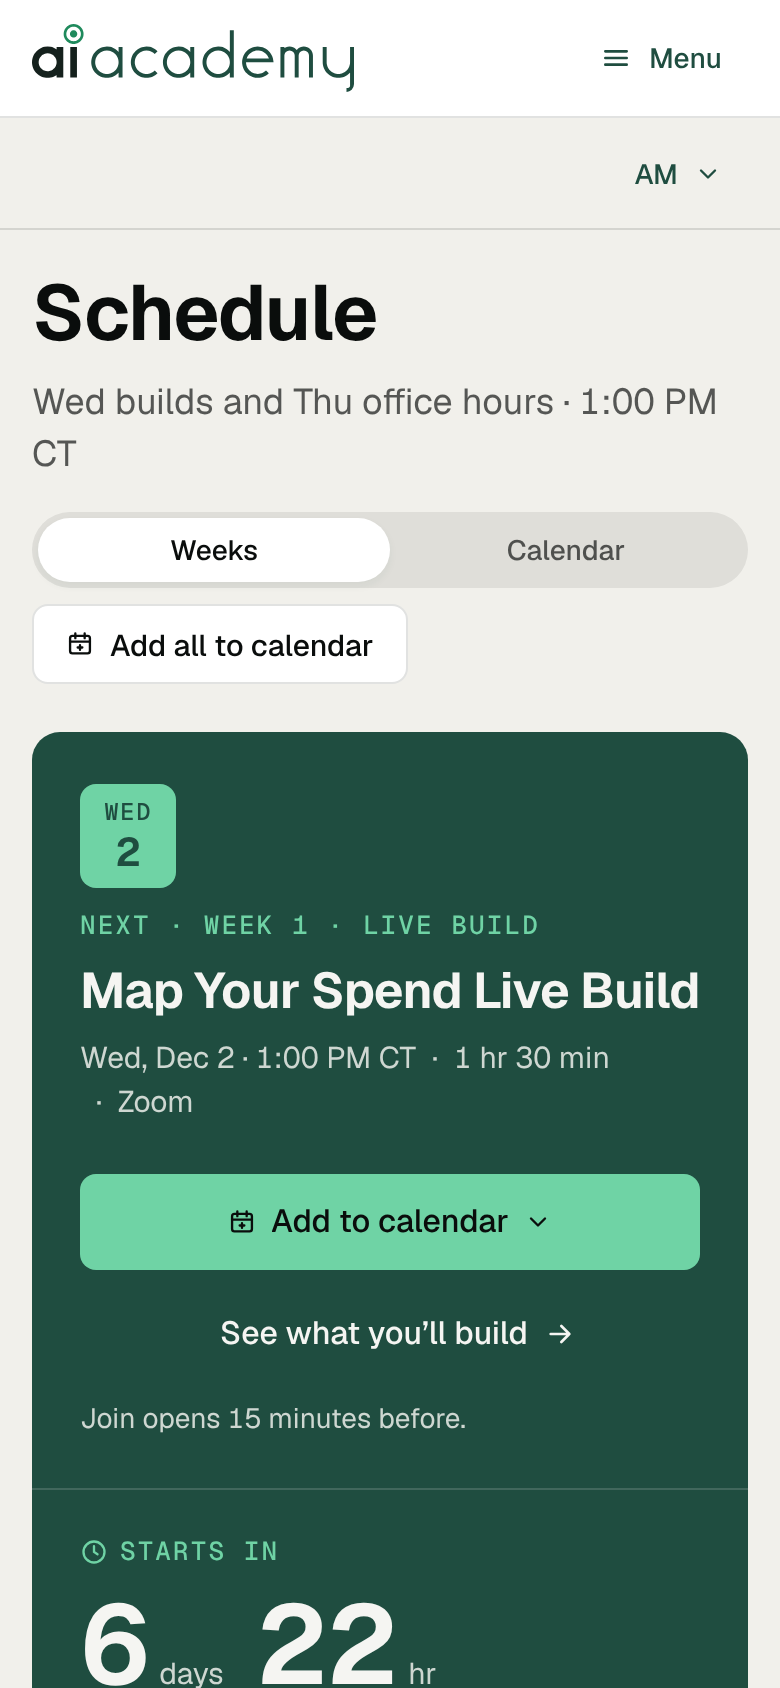 ai academy
Menu
AM
Schedule
Wed builds and Thu office hours · 1:00 PM
CT
Weeks
Calendar
Add all to calendar
WED
2
NEXT · WEEK 1 · LIVE BUILD
Map Your Spend Live Build
Wed, Dec 2 · 1:00 PM CT · 1 hr 30 min
· Zoom
Add to calendar
See what you’ll build →
Join opens 15 minutes before.
STARTS IN
6 days 22 hr